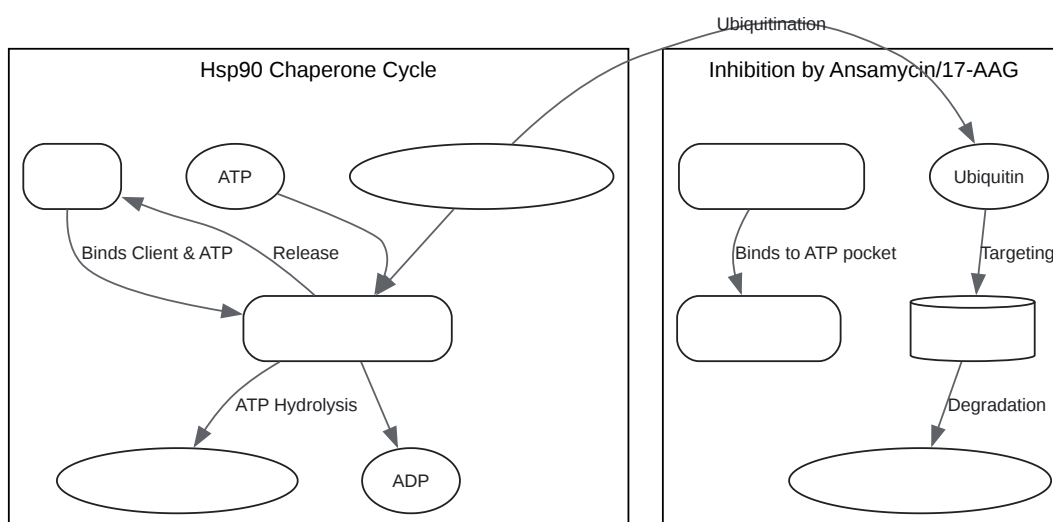 Ubiquitination
Hsp90 Chaperone Cycle
Inhibition by Ansamycin/17-AAG
ATP
Ubiquitin
Binds Client & ATP
Release
Binds to ATP pocket
Targeting
ATP Hydrolysis
Degradation
ADP